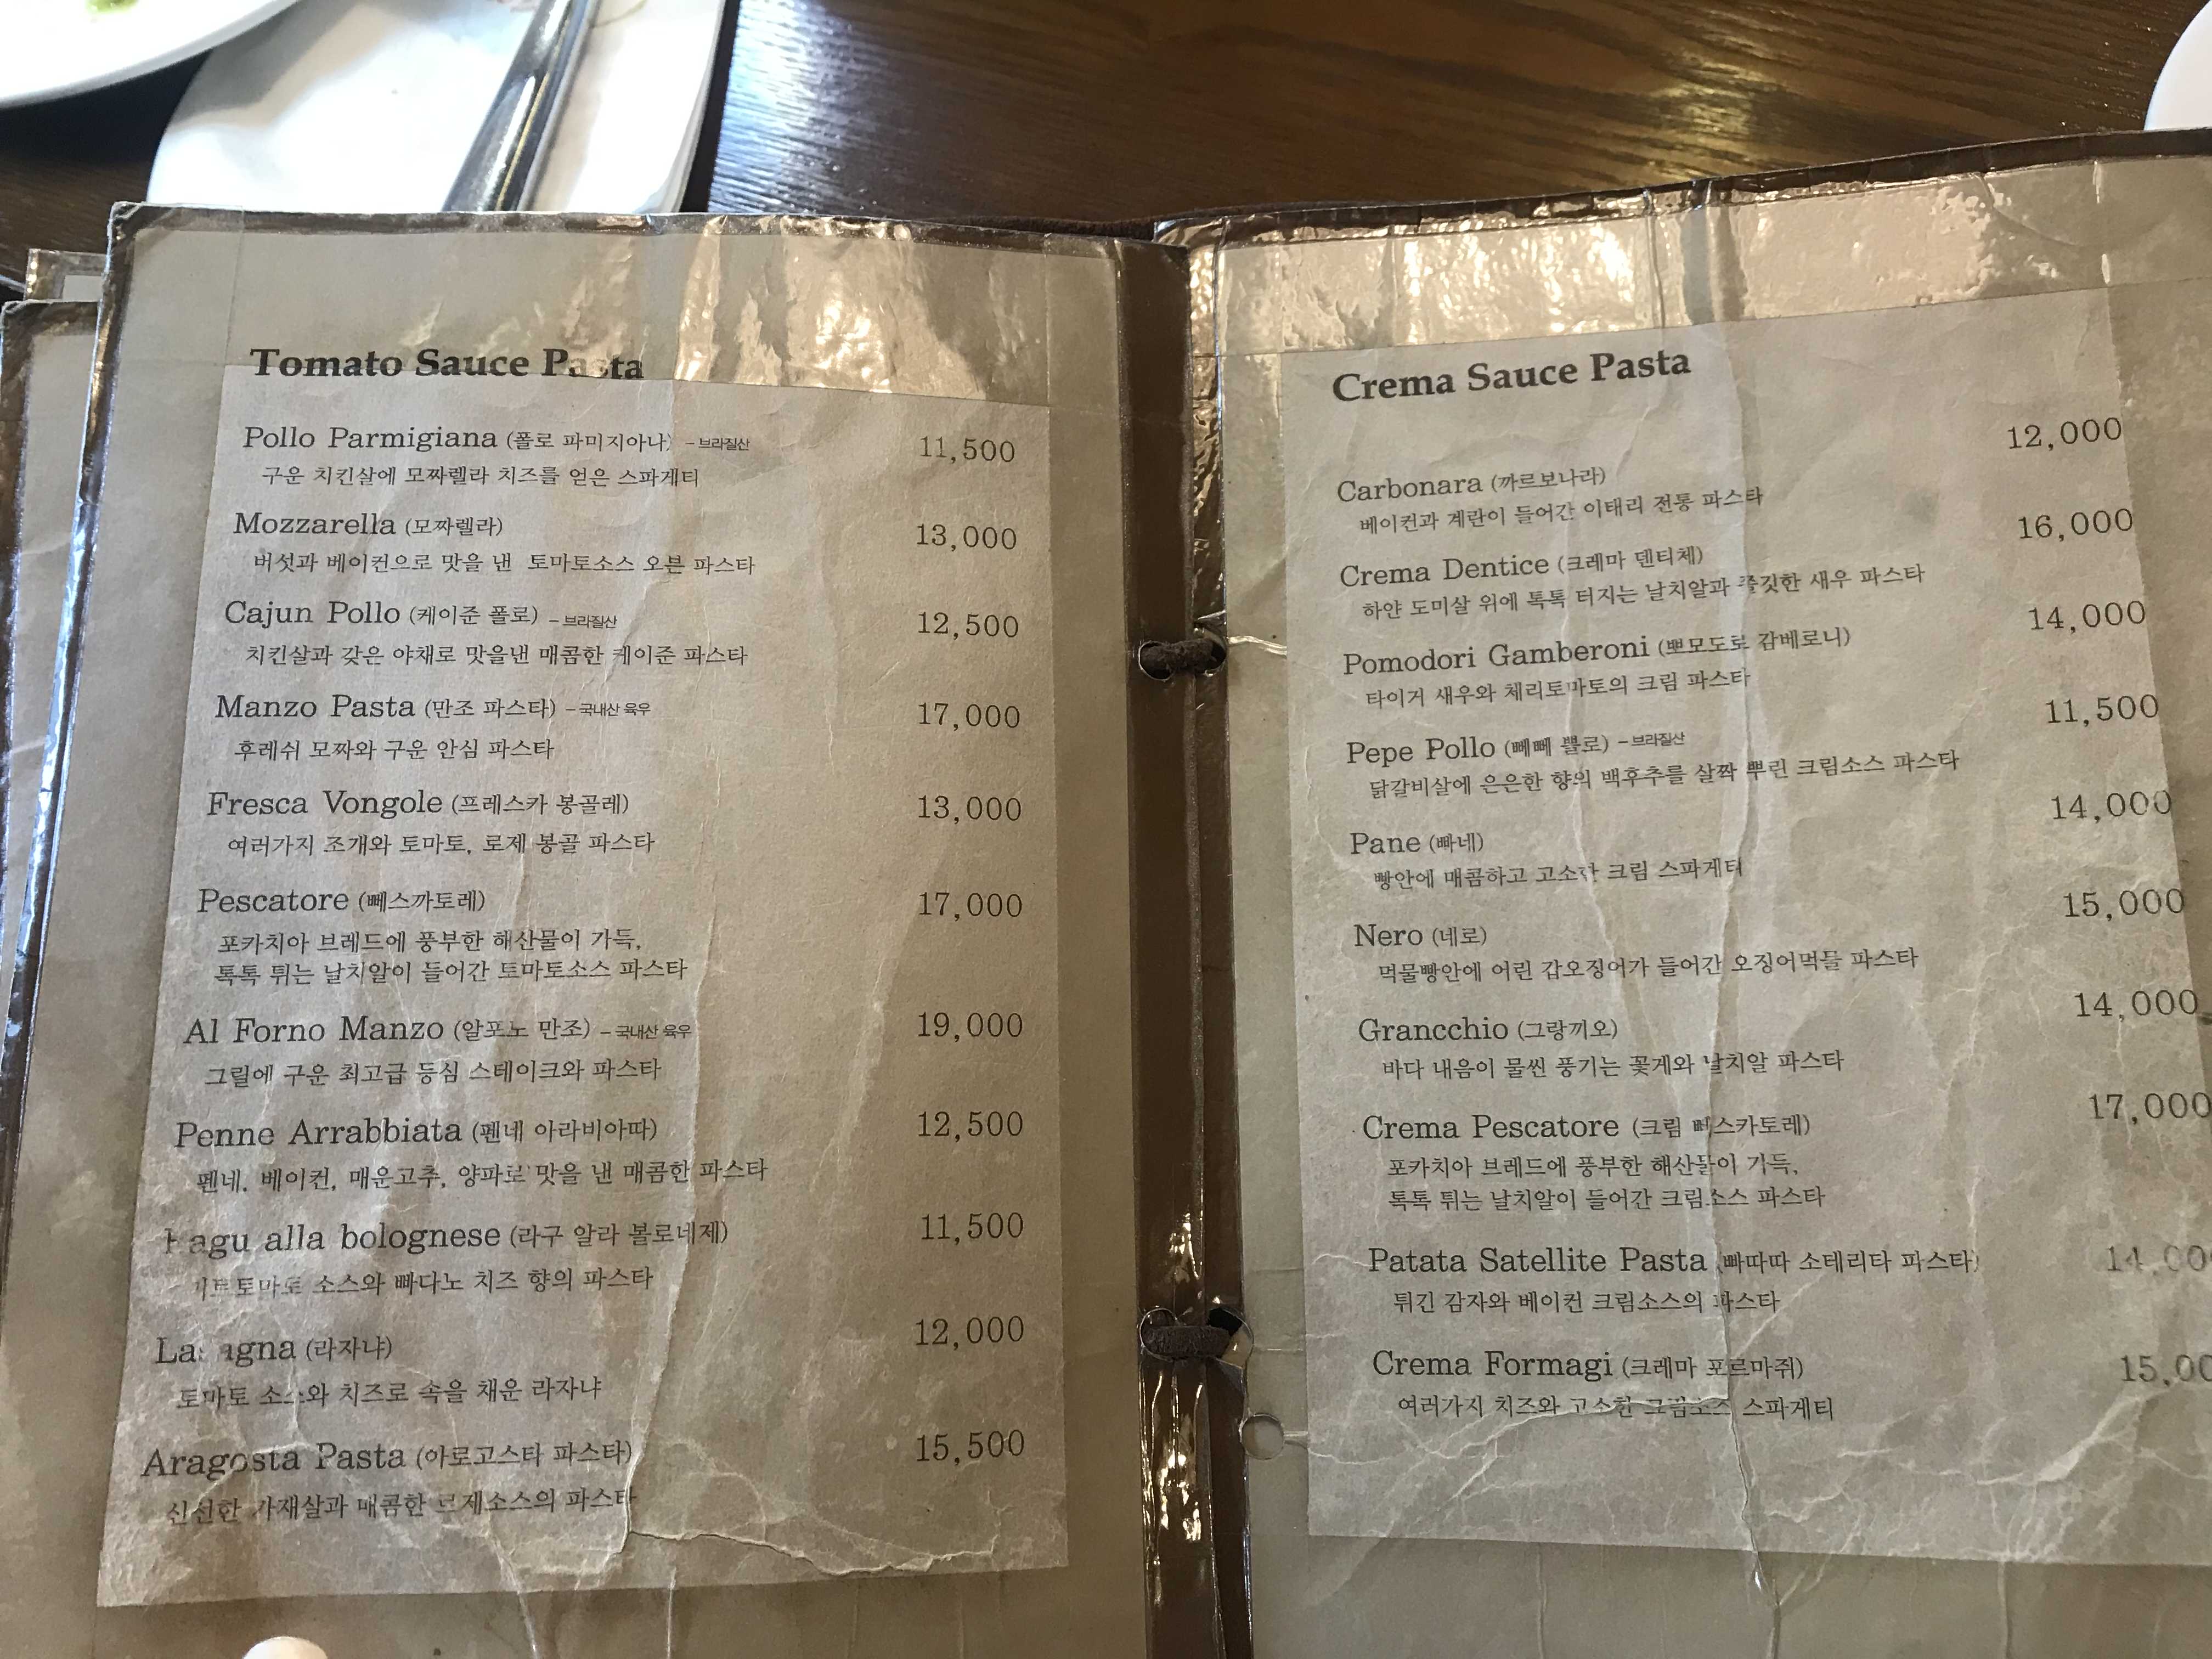 Tomato Sauce Pasta
Pollo Parmigiana (폴로 파미지아나) - 브라질산 11,500
구운 치킨살에 모짜렐라 치즈를 얹은 스파게티
Mozzarella (모짜렐라) 13,000
버섯과 베이컨으로 맛을 낸 토마토소스 오븐 파스타
Cajun Pollo (케이준 폴로) - 브라질산 12,500
치킨살과 갖은 야채로 맛을낸 매콤한 케이준 파스타
Manzo Pasta (만조 파스타) - 국내산 육우 17,000
후레쉬 모짜와 구운 안심 파스타
Fresca Vongole (프레스카 봉골레) 13,000
여러가지 조개와 토마토, 로제 봉골 파스타
Pescatore (뻬스까토레) 17,000
포카치아 브레드에 풍부한 해산물이 가득,
톡톡 튀는 날치알이 들어간 토마토소스 파스타
Al Forno Manzo (알포노 만조) - 국내산 육우 19,000
그릴에 구운 최고급 등심 스테이크와 파스타
Penne Arrabbiata (펜네 아라비아따) 12,500
펜네, 베이컨, 매운고추, 양파로 맛을 낸 매콤한 파스타
alla bolognese (라구 알라 볼로네제) 11,500
소스와 빠다노 치즈 향의 파스타
(라자냐) 12,000
토마토 소스와 치즈로 속을 채운 라자냐
Aragosta Pasta (아로고스타 파스타) 15,500
신선한 가재살과 매콤한 로제소스의 파스타
Crema Sauce Pasta
Carbonara (까르보나라) 12,000
베이컨과 계란이 들어간 이태리 전통 파스타
Crema Dentice (크레마 덴티체) 16,000
하얀 도미살 위에 톡톡 터지는 날치알과 쫄깃한 새우 파스타
Pomodori Gamberoni (뽀모도로 감베로니) 14,000
타이거 새우와 체리토마토의 크림 파스타
Pepe Pollo (뻬뻬 뽈로) - 브라질산 11,500
닭갈비살에 은은한 향의 백후추를 살짝 뿌린 크림소스 파스타
Pane (빠네) 14,000
빵안에 매콤하고 고소한 크림 스파게티
Nero (네로) 15,000
먹물빵안에 어린 갑오징어가 들어간 오징어먹물 파스타
Grancchio (그랑끼오) 14,000
바다 내음이 물씬 풍기는 꽃게와 날치알 파스타
Crema Pescatore (크림 뻬스카토레) 17,000
포카치아 브레드에 풍부한 해산물이 가득,
톡톡 튀는 날치알이 들어간 크림소스 파스타
Patata Satellite Pasta (빠따따 소테리타 파스타)
튀긴 감자와 베이컨 크림소스의 파스타
Crema Formagi (크레마 포르마쥐)
여러가지 치즈와 고소한 크림소스 스파게티